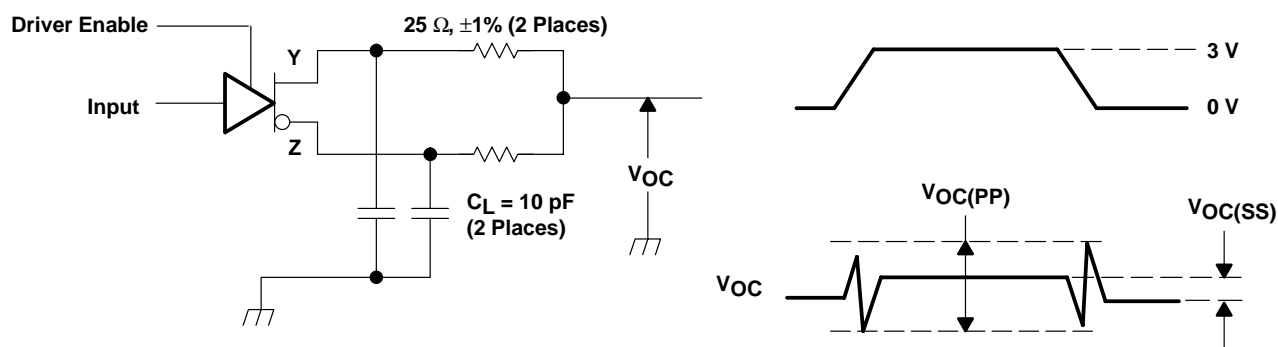 Driver Enable
25 Ω, ±1% (2 Places)
Y
Input
Z
VOC
CL = 10 pF
(2 Places)
3 V
0 V
VOC(PP)
VOC(SS)
VOC